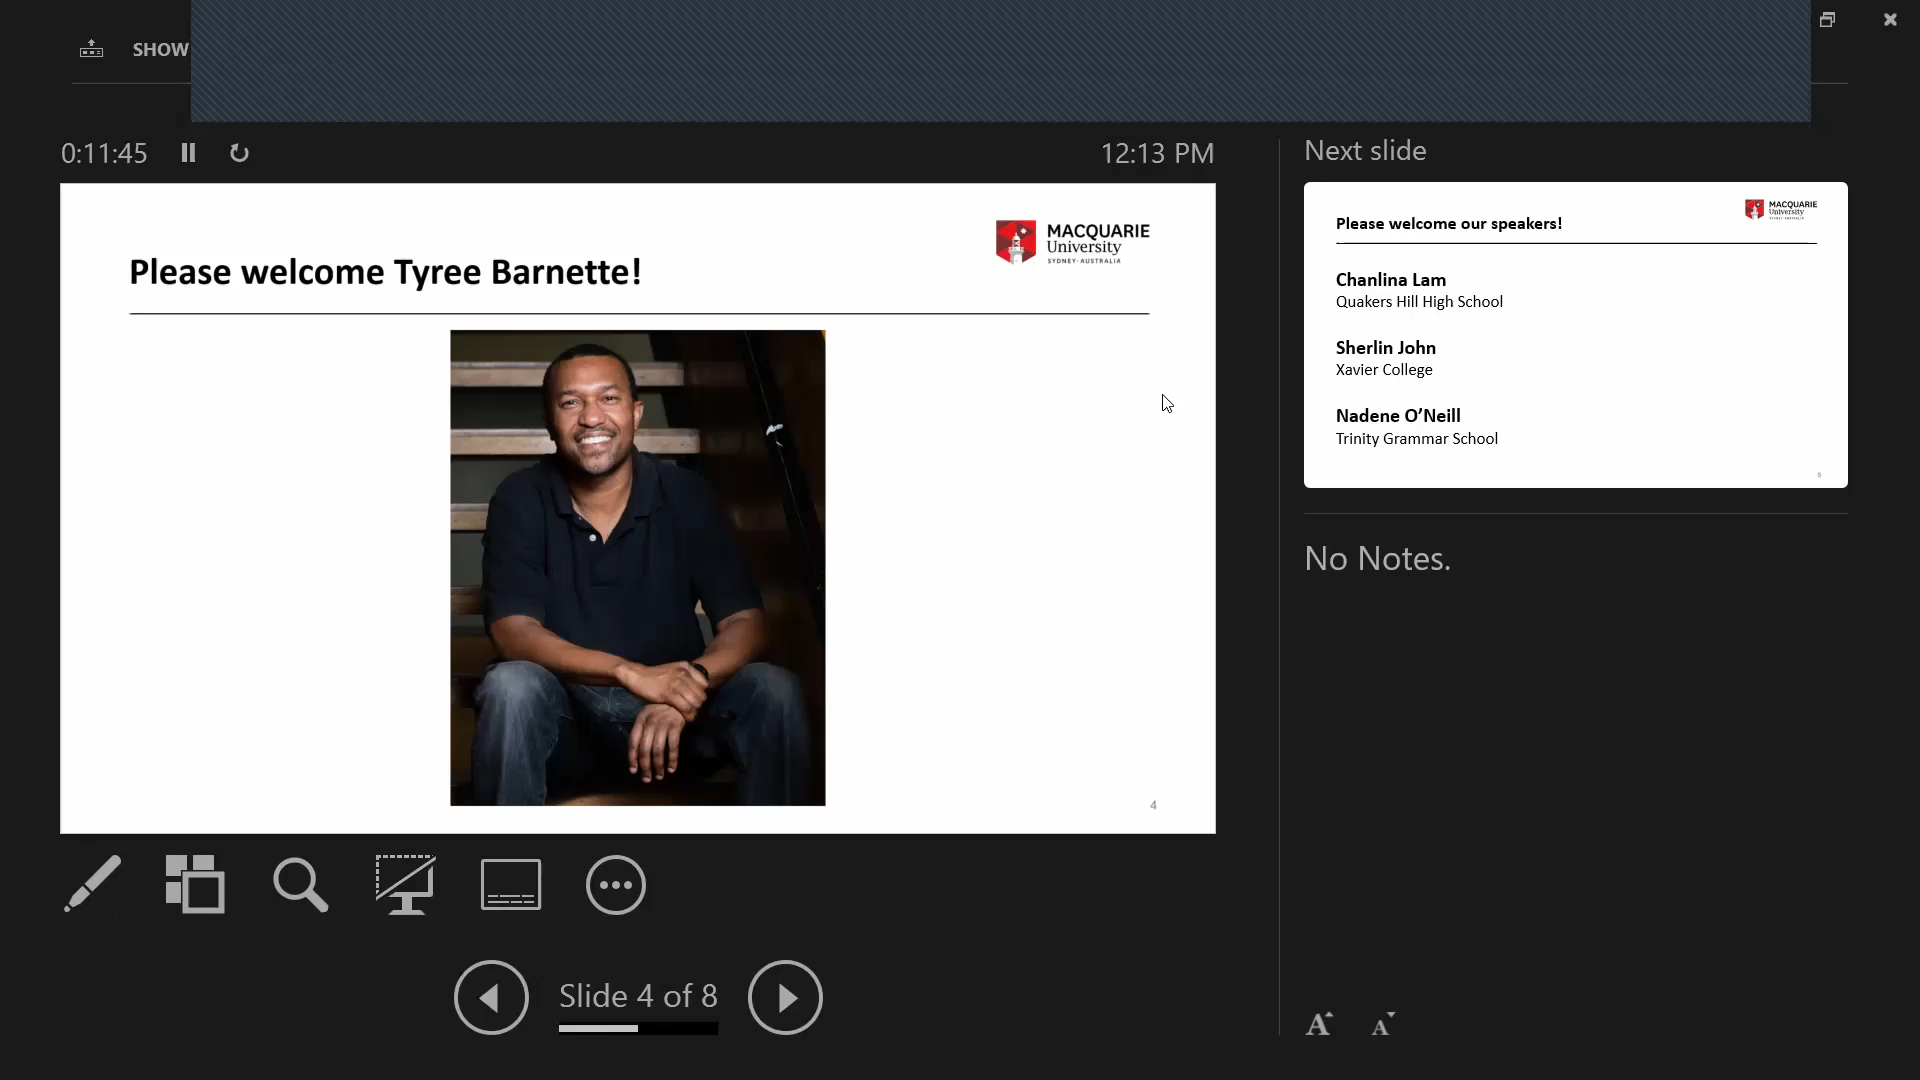 SHOW
0:11:45
12:13 PM
Please welcome Tyree Barnette!
MACQUARIE
University
SYDNEY·AUSTRALIA
4
Slide 4 of 8
Next slide
Please welcome our speakers!
MACQUARIE
University
SYDNEY·AUSTRALIA
Chanlina Lam
Quakers Hill High School
Sherlin John
Xavier College
Nadene O’Neill
Trinity Grammar School
No Notes.
A A